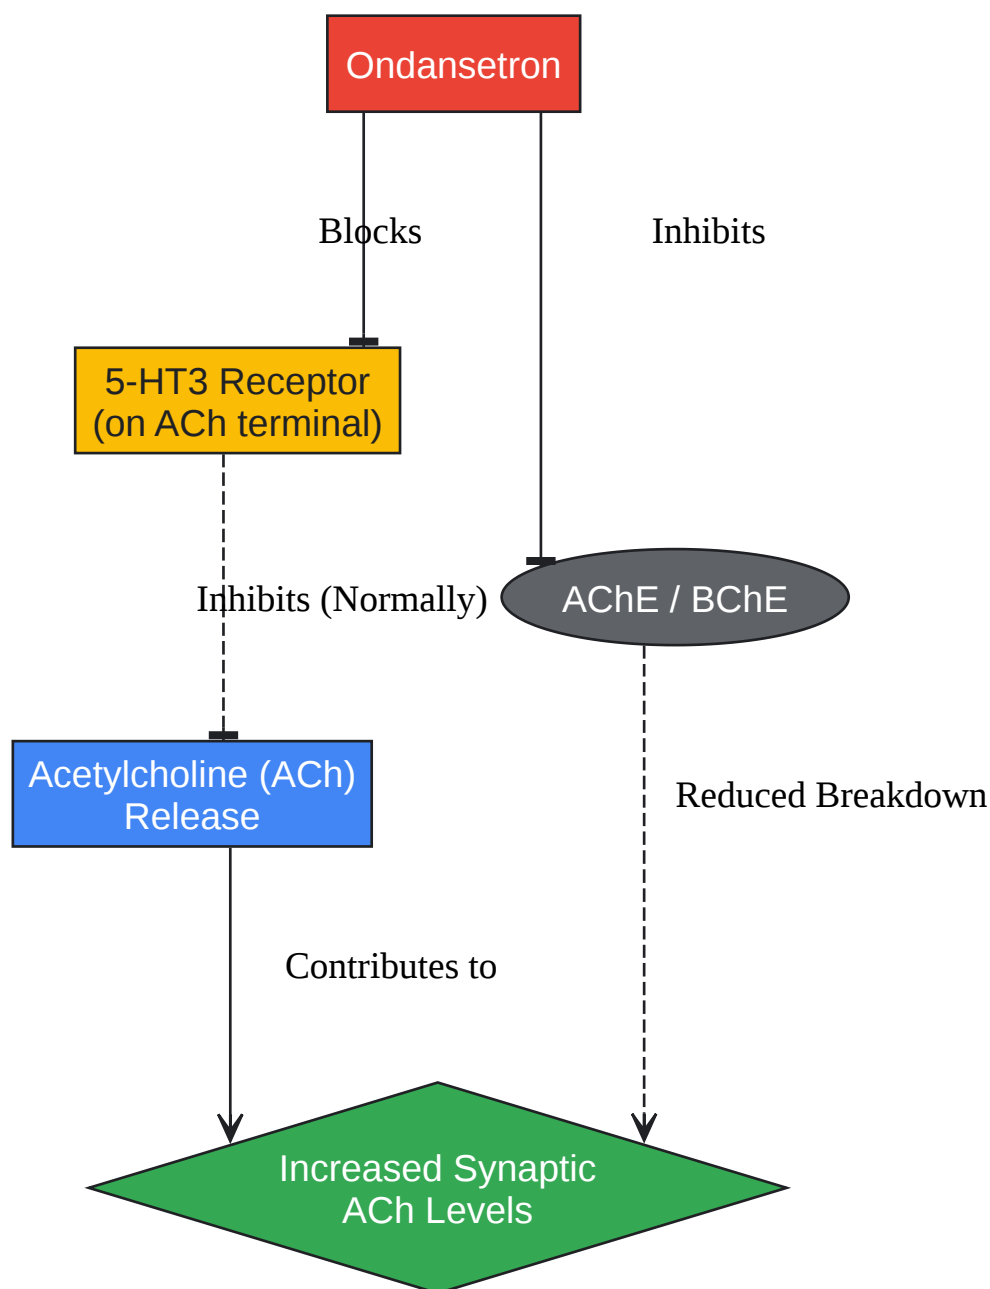 Ondansetron
Blocks
Inhibits
5-HT3 Receptor
(on ACh terminal)
Inhibits (Normally)
AChE / BChE
Acetylcholine (ACh)
Release
Reduced Breakdown
Contributes to
Increased Synaptic
ACh Levels